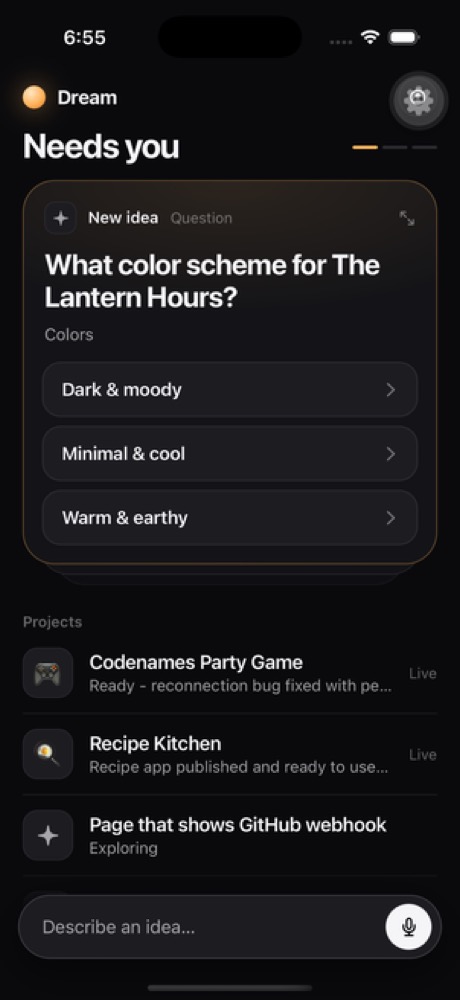 6:55
Dream
Needs you
New idea Question
What color scheme for The
Lantern Hours?
Colors
Dark & moody
Minimal & cool
Warm & earthy
Projects
Codenames Party Game
Ready - reconnection bug fixed with pe...
Live
Recipe Kitchen
Recipe app published and ready to use...
Live
Page that shows GitHub webhook
Exploring
Describe an idea...